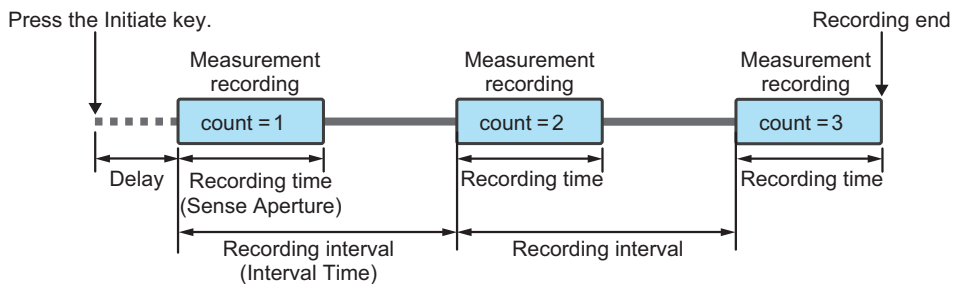 Press the Initiate key.
Recording end
Measurement
recording
Measurement
recording
Measurement
recording
count = 1
count = 2
count = 3
Delay
Recording time
(Sense Aperture)
Recording time
Recording time
Recording interval
(Interval Time)
Recording interval